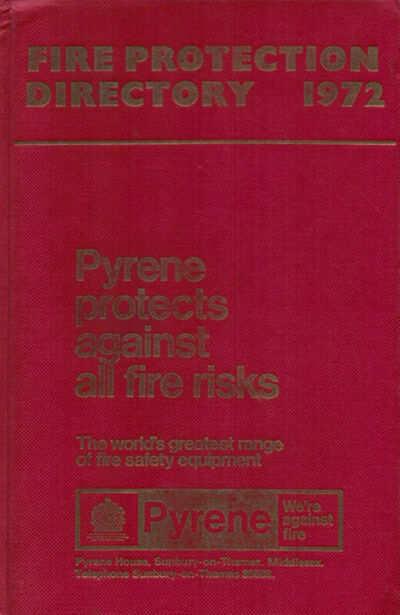 FIRE PROTECTION
DIRECTORY 1972
Pyrene
protects
against
all fire risks
The world's greatest range
of fire safety equipment
Pyrene
We're
against
fire
Pyrene House, Sunbury-on-Thames, Middlesex.
Telephone Sunbury-on-Thames